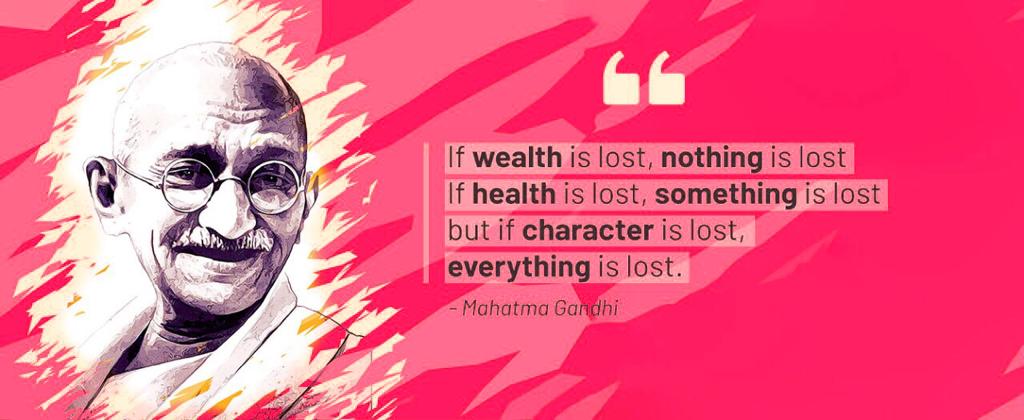 ❝
If wealth is lost, nothing is lost
If health is lost, something is lost
but if character is lost,
everything is lost.
- Mahatma Gandhi